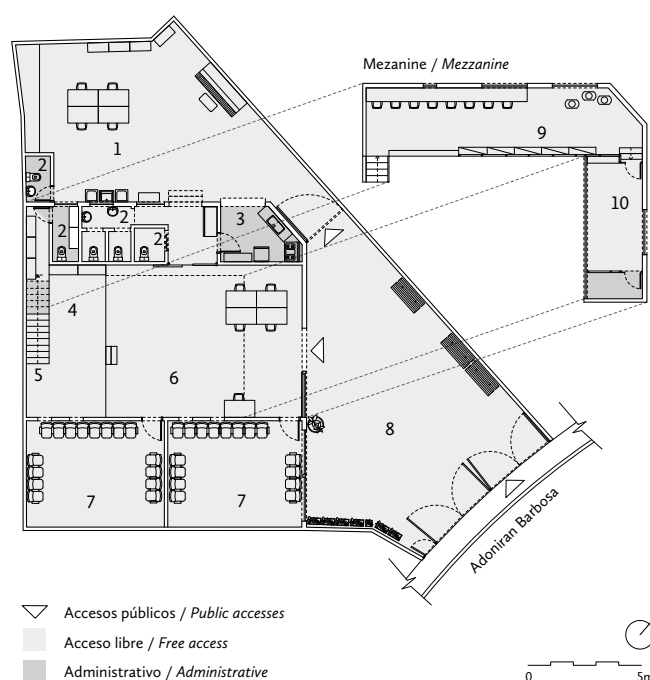 Mezanine / Mezzanine
1
2
9
10
2
2
2
3
4
5
6
8
7
7
Adoniran Barbosa
Accesos públicos / Public accesses
Acceso libre / Free access
Administrativo / Administrative
0 5m